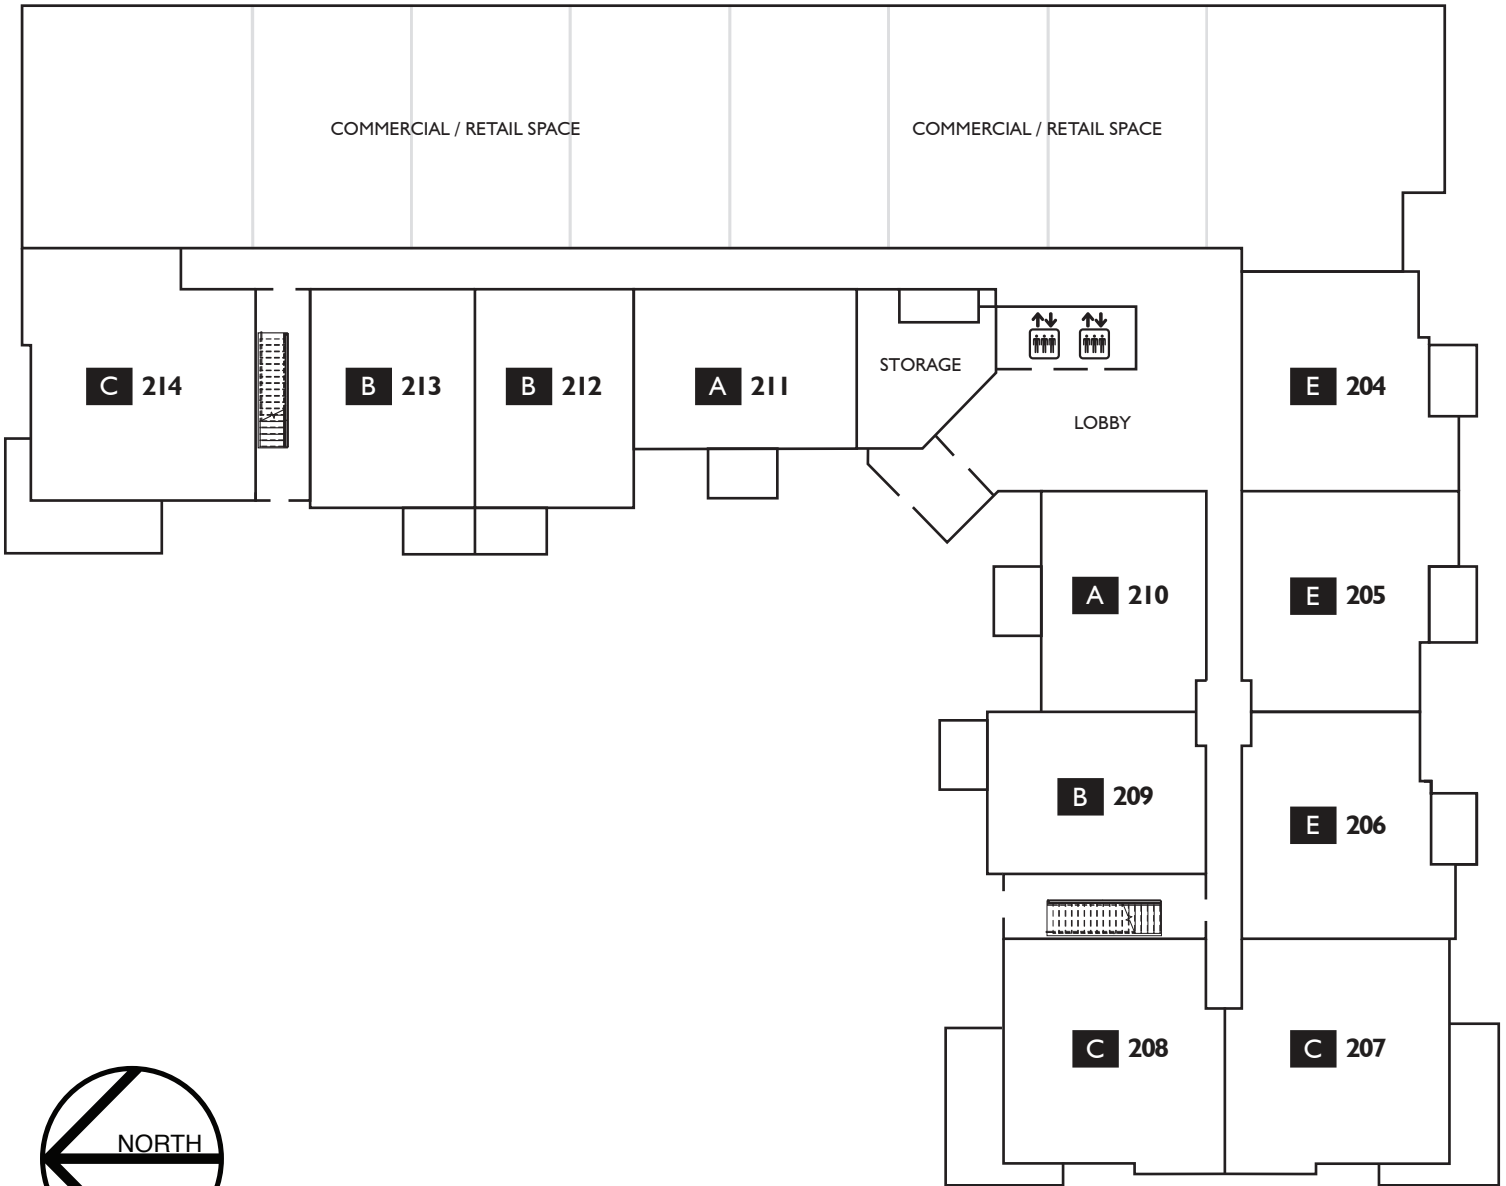 COMMERCIAL / RETAIL SPACE
COMMERCIAL / RETAIL SPACE
STORAGE
LOBBY
C 214
B 213
B 212
A 211
E 204
A 210
E 205
B 209
E 206
C 208
C 207
NORTH